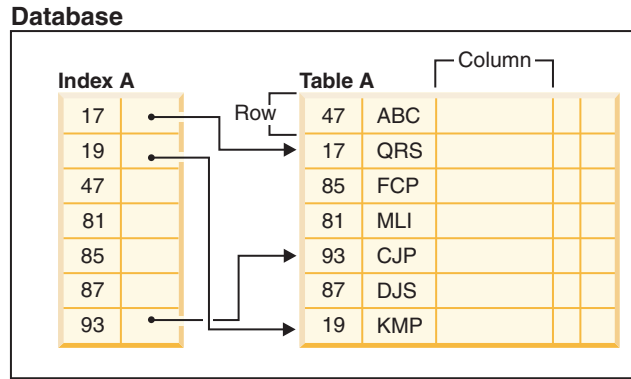 Database
Column
Index A
Table A
Row
17
19
47
81
85
87
93
47 ABC
17 QRS
85 FCP
81 MLI
93 CJP
87 DJS
19 KMP